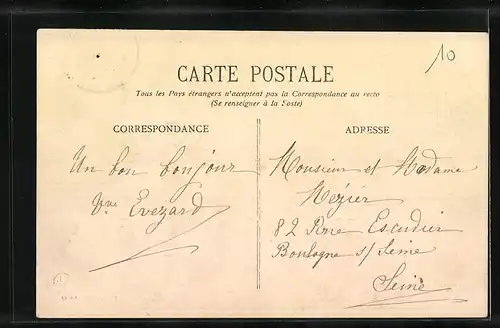 10
CARTE POSTALE
Tous les Pays étrangers n'acceptent pas la Correspondance au recto
(Se renseigner à la Poste)
CORRESPONDANCE
Un bon bonjour
Vve Evezard
ADRESSE
Monsieur et Madame
Mézier
82 Rue Escudier
Boulogne s/ Seine
Seine